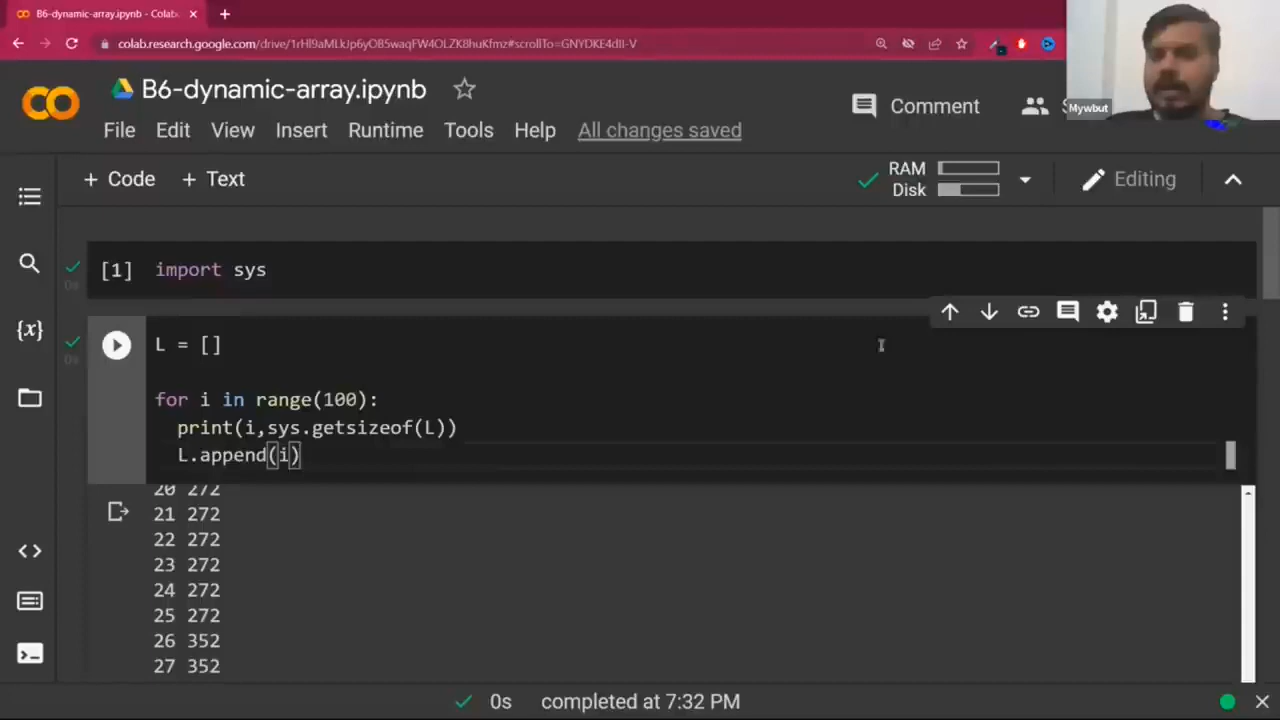 B6-dynamic-array.ipynb - Colab
colab.research.google.com/drive/1rHl9aMLkJp6yOB5waqFW4OLZK8huKfmz#scrollTo=GNYDKE4dII-V
B6-dynamic-array.ipynb
Comment
Mywbut
File Edit View Insert Runtime Tools Help All changes saved
+ Code + Text
RAM
Disk
Editing
[1] import sys
0s
L = []
0s
for i in range(100):
print(i,sys.getsizeof(L))
L.append(i)
20 272
21 272
22 272
23 272
24 272
25 272
26 352
27 352
0s completed at 7:32 PM